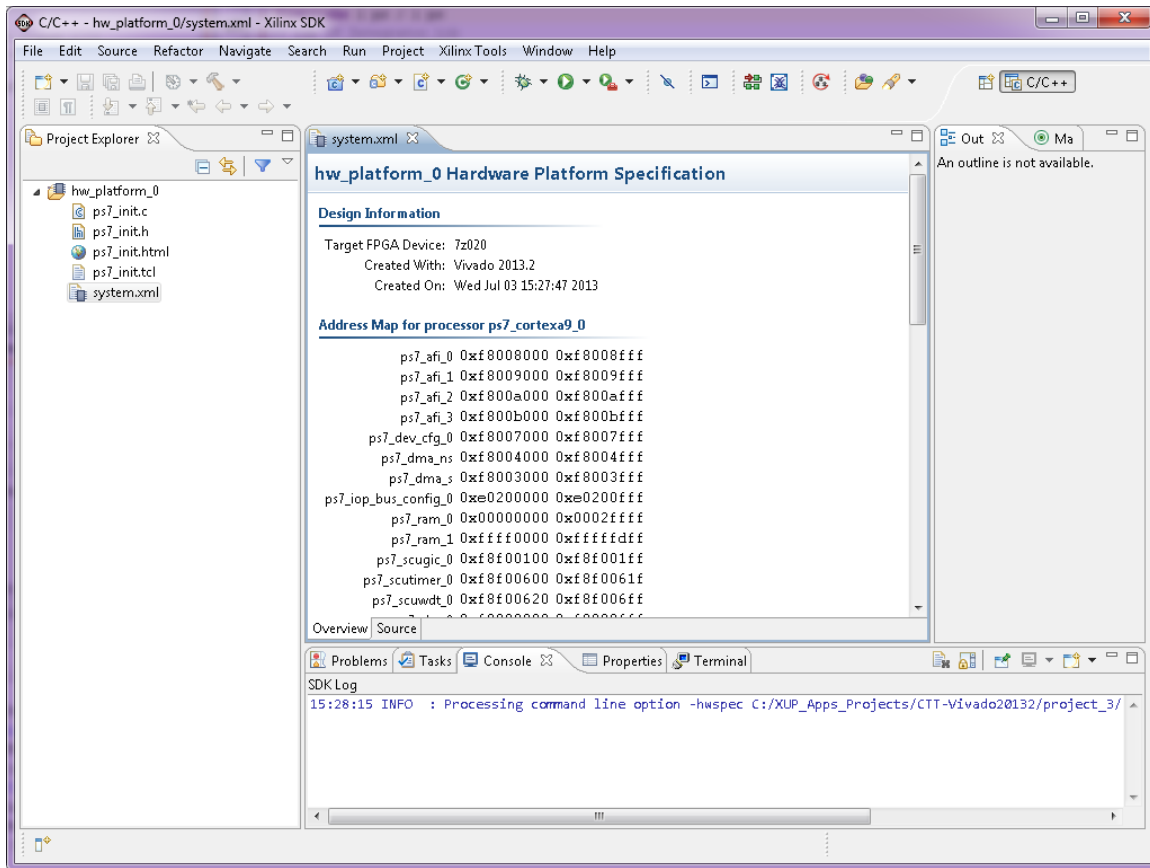 C/C++ - hw_platform_0/system.xml - Xilinx SDK
File Edit Source Refactor Navigate Search Run Project Xilinx Tools Window Help
C/C++
Project Explorer
hw_platform_0
ps7_init.c
ps7_init.h
ps7_init.html
ps7_init.tcl
system.xml
system.xml
hw_platform_0 Hardware Platform Specification
Design Information
Target FPGA Device: 7z020
Created With: Vivado 2013.2
Created On: Wed Jul 03 15:27:47 2013
Address Map for processor ps7_cortexa9_0
ps7_afi_0 0xf8008000 0xf8008fff
ps7_afi_1 0xf8009000 0xf8009fff
ps7_afi_2 0xf800a000 0xf800afff
ps7_afi_3 0xf800b000 0xf800bfff
ps7_dev_cfg_0 0xf8007000 0xf8007fff
ps7_dma_ns 0xf8004000 0xf8004fff
ps7_dma_s 0xf8003000 0xf8003fff
ps7_iop_bus_config_0 0xe0200000 0xe0200fff
ps7_ram_0 0x00000000 0x0002ffff
ps7_ram_1 0xffff0000 0xfffffdff
ps7_scugic_0 0xf8f00100 0xf8f001ff
ps7_scutimer_0 0xf8f00600 0xf8f0061f
ps7_scuwdt_0 0xf8f00620 0xf8f006ff
Overview Source
Out Ma
An outline is not available.
Problems Tasks Console Properties Terminal
SDK Log
15:28:15 INFO : Processing command line option -hwspec C:/XUP_Apps_Projects/CTT-Vivado20132/project_3/